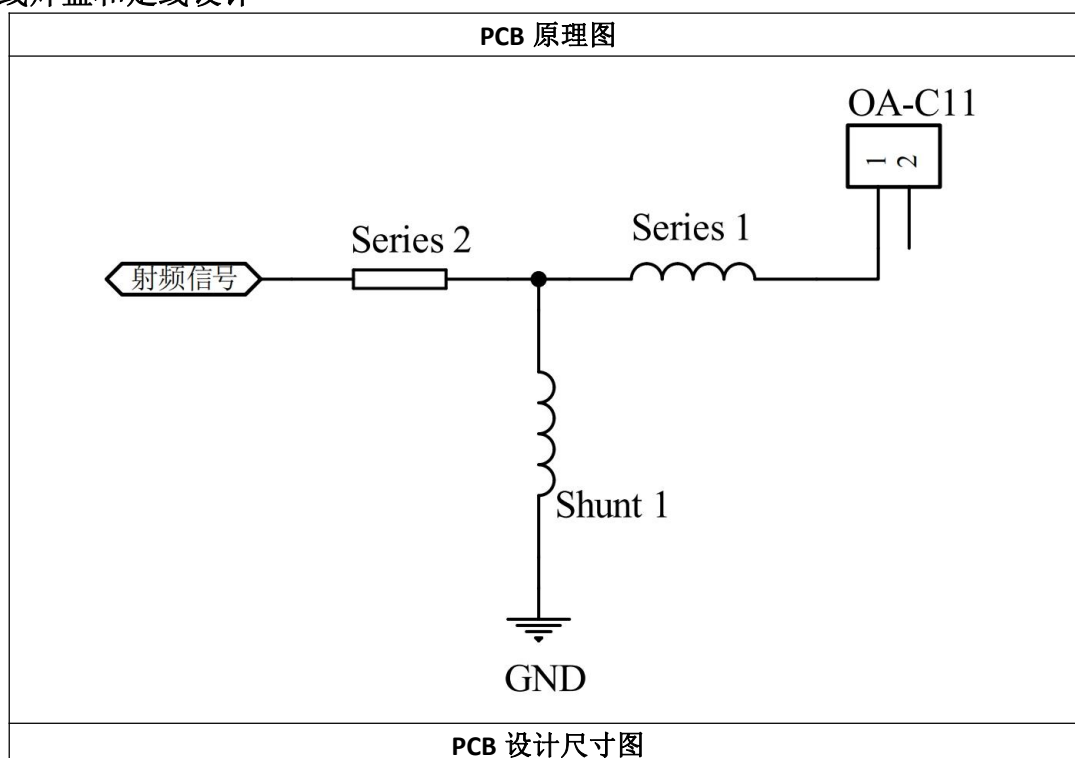 PCB 原理图
OA-C11
1
2
Series 2
Series 1
射频信号
Shunt 1
GND
PCB 设计尺寸图